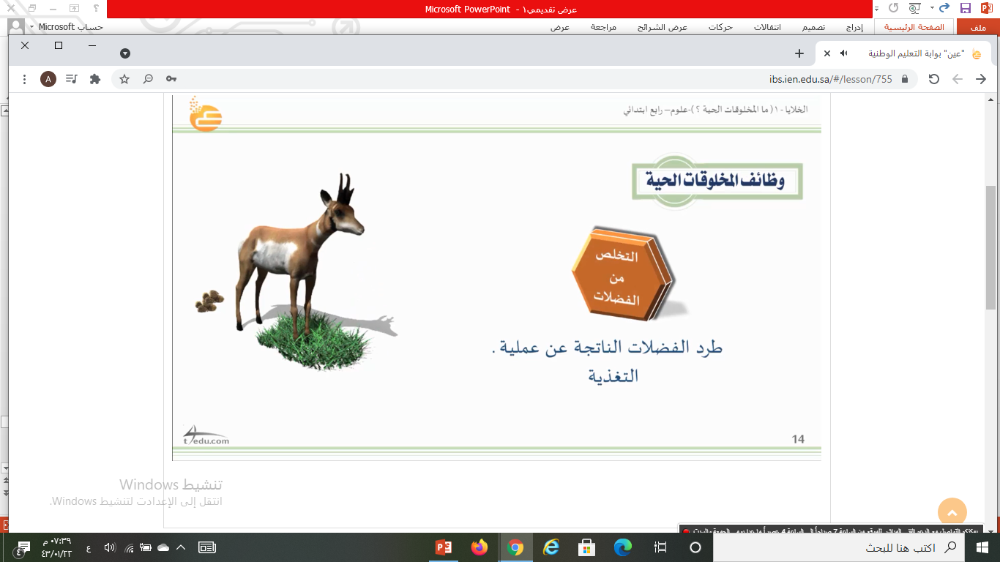 عرض تقديمي١ - Microsoft PowerPoint
ملف
الصفحة الرئيسية
إدراج
تصميم
انتقالات
حركات
عرض الشرائح
مراجعة
عرض
حساب Microsoft
"عين" بوابة التعليم الوطنية
ibs.ien.edu.sa/#/lesson/755
A
الخلايا - ١( ما المخلوقات الحية ؟ )-علوم– رابع ابتدائي
وظائف المخلوقات الحية
التخلص
من
الفضلات
طرد الفضلات الناتجة عن عملية .
التغذية
t4edu.com
14
تنشيط Windows
انتقل إلى الإعدادت لتنشيط Windows.
اكتب هنا للبحث
ع
٠٧:٣٩ م
٤٣/٠١/٢٢
٤